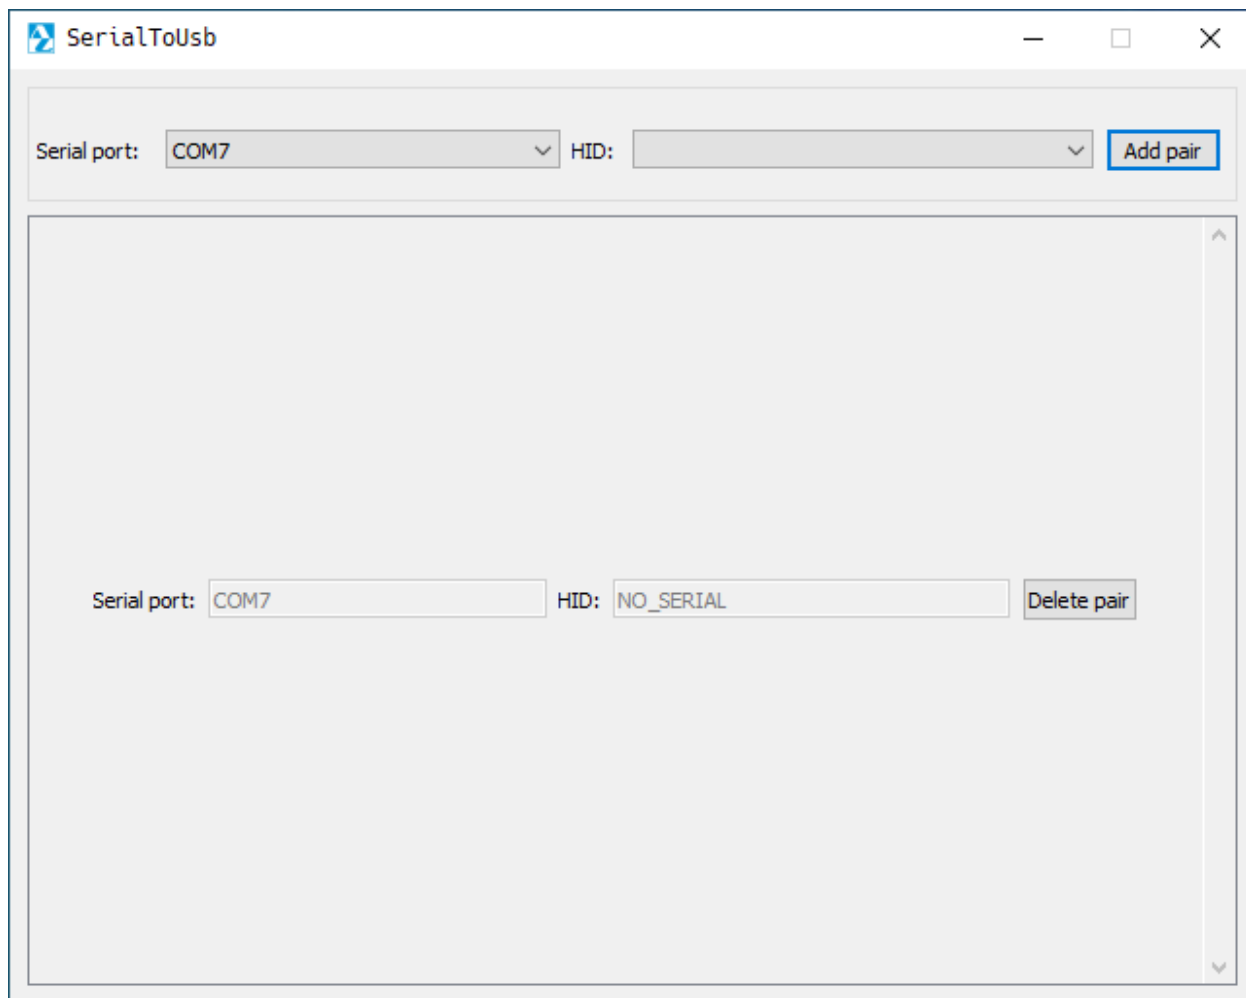 SerialToUsb
Serial port: COM7 HID: Add pair
Serial port: COM7 HID: NO_SERIAL Delete pair